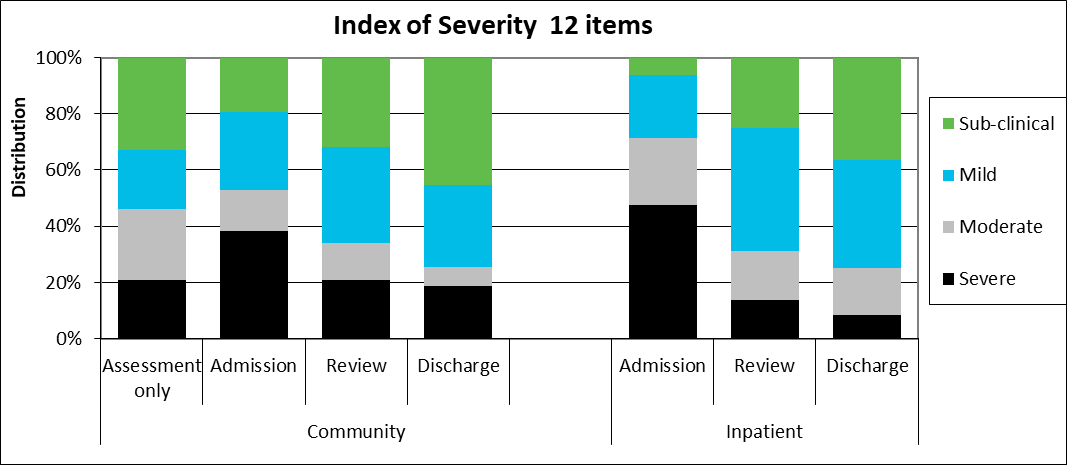 Index of Severity  12 items
Distribution
100%
80%
60%
40%
20%
0%
Assessment only
Admission
Review
Discharge
Admission
Review
Discharge
Community
Inpatient
Sub-clinical
Mild
Moderate
Severe